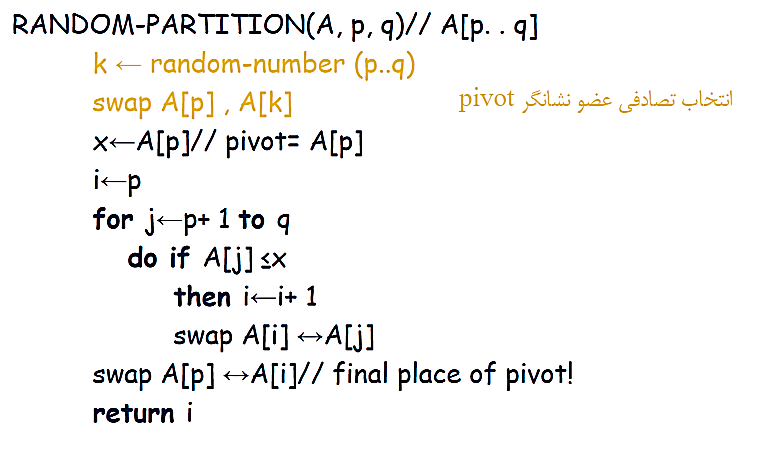 RANDOM-PARTITION(A, p, q)// A[p. . q]
k ← random-number (p..q)
swap A[p] , A[k]
انتخاب تصادفی عضو نشانگر pivot
x←A[p]// pivot= A[p]
i←p
for j←p+ 1 to q
do if A[j] ≤x
then i←i+ 1
swap A[i] ↔A[j]
swap A[p] ↔A[i]// final place of pivot!
return i